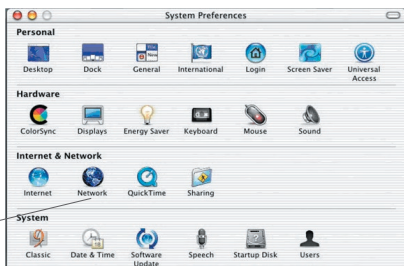 System Preferences
Personal
Desktop Dock General International Login Screen Saver Universal Access
Hardware
ColorSync Displays Energy Saver Keyboard Mouse Sound
Internet & Network
Internet Network QuickTime Sharing
System
Classic Date & Time Software Update Speech Startup Disk Users